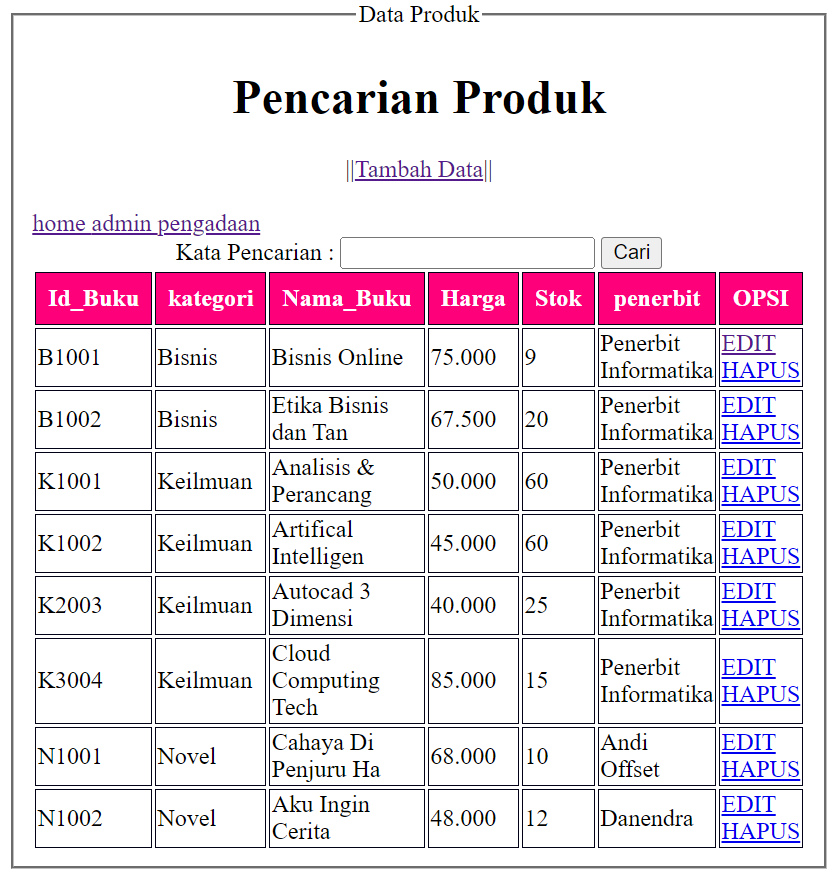 Data Produk
Pencarian Produk
||Tambah Data||
home admin pengadaan
Kata Pencarian : Cari
Id_Buku kategori Nama_Buku Harga Stok penerbit OPSI
B1001 Bisnis Bisnis Online 75.000 9 Penerbit Informatika EDIT HAPUS
B1002 Bisnis Etika Bisnis dan Tan 67.500 20 Penerbit Informatika EDIT HAPUS
K1001 Keilmuan Analisis & Perancang 50.000 60 Penerbit Informatika EDIT HAPUS
K1002 Keilmuan Artifical Intelligen 45.000 60 Penerbit Informatika EDIT HAPUS
K2003 Keilmuan Autocad 3 Dimensi 40.000 25 Penerbit Informatika EDIT HAPUS
K3004 Keilmuan Cloud Computing Tech 85.000 15 Penerbit Informatika EDIT HAPUS
N1001 Novel Cahaya Di Penjuru Ha 68.000 10 Andi Offset EDIT HAPUS
N1002 Novel Aku Ingin Cerita 48.000 12 Danendra EDIT HAPUS